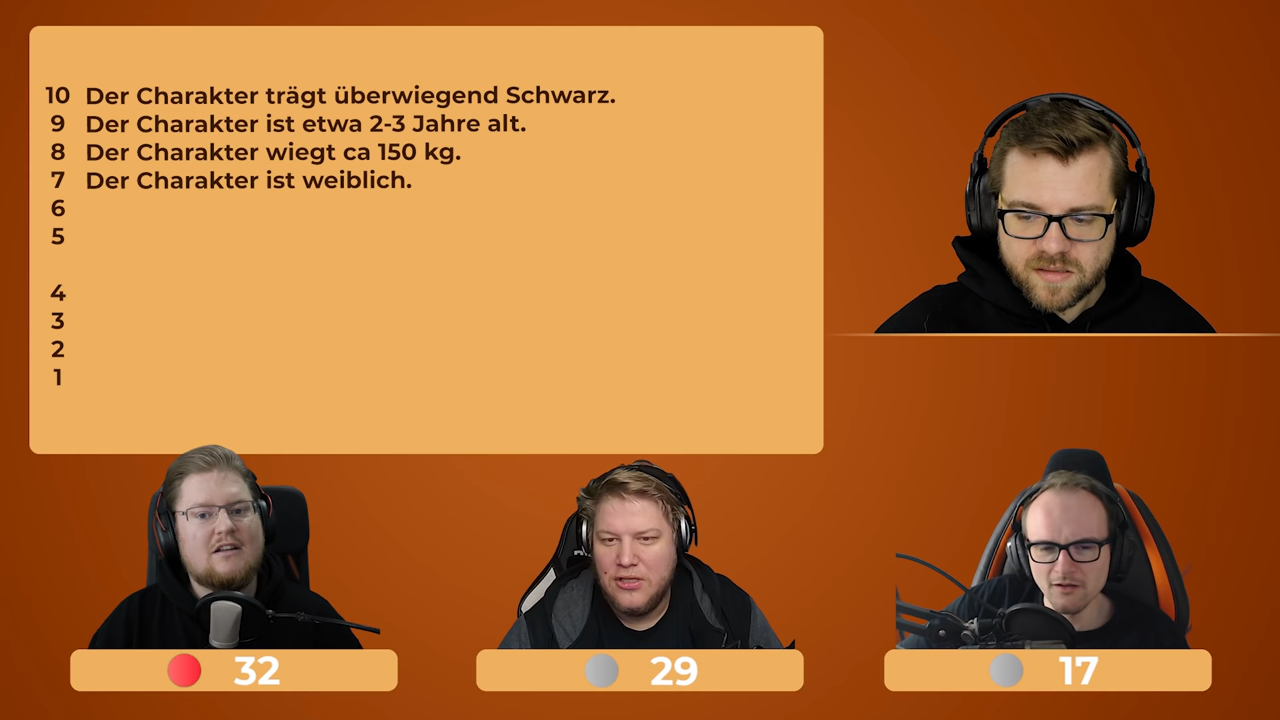 10 Der Charakter trägt überwiegend Schwarz.
9 Der Charakter ist etwa 2-3 Jahre alt.
8 Der Charakter wiegt ca 150 kg.
7 Der Charakter ist weiblich.
6
5
4
3
2
1
32
29
17